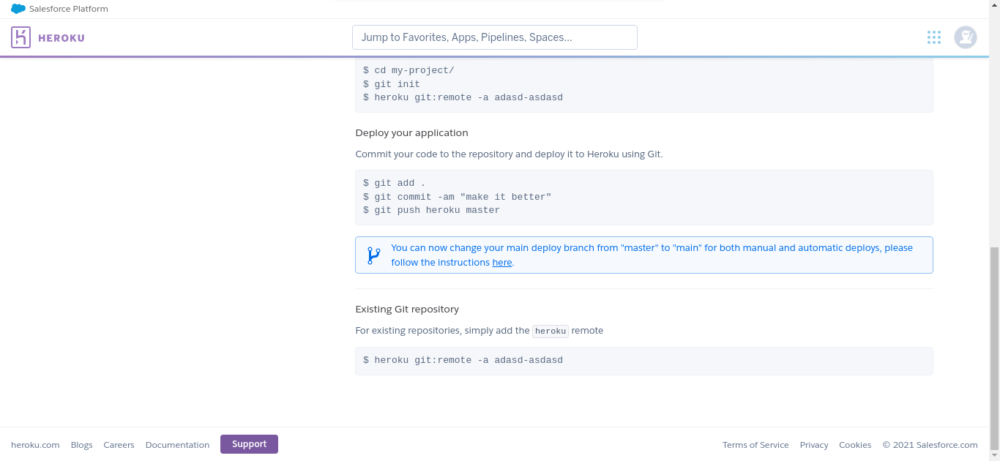 Salesforce Platform
HEROKU
Jump to Favorites, Apps, Pipelines, Spaces...
$ cd my-project/
$ git init
$ heroku git:remote -a adasd-asdasd
Deploy your application
Commit your code to the repository and deploy it to Heroku using Git.
$ git add .
$ git commit -am "make it better"
$ git push heroku master
You can now change your main deploy branch from "master" to "main" for both manual and automatic deploys, please
follow the instructions here.
Existing Git repository
For existing repositories, simply add the heroku remote
$ heroku git:remote -a adasd-asdasd
heroku.com Blogs Careers Documentation Support Terms of Service Privacy Cookies © 2021 Salesforce.com